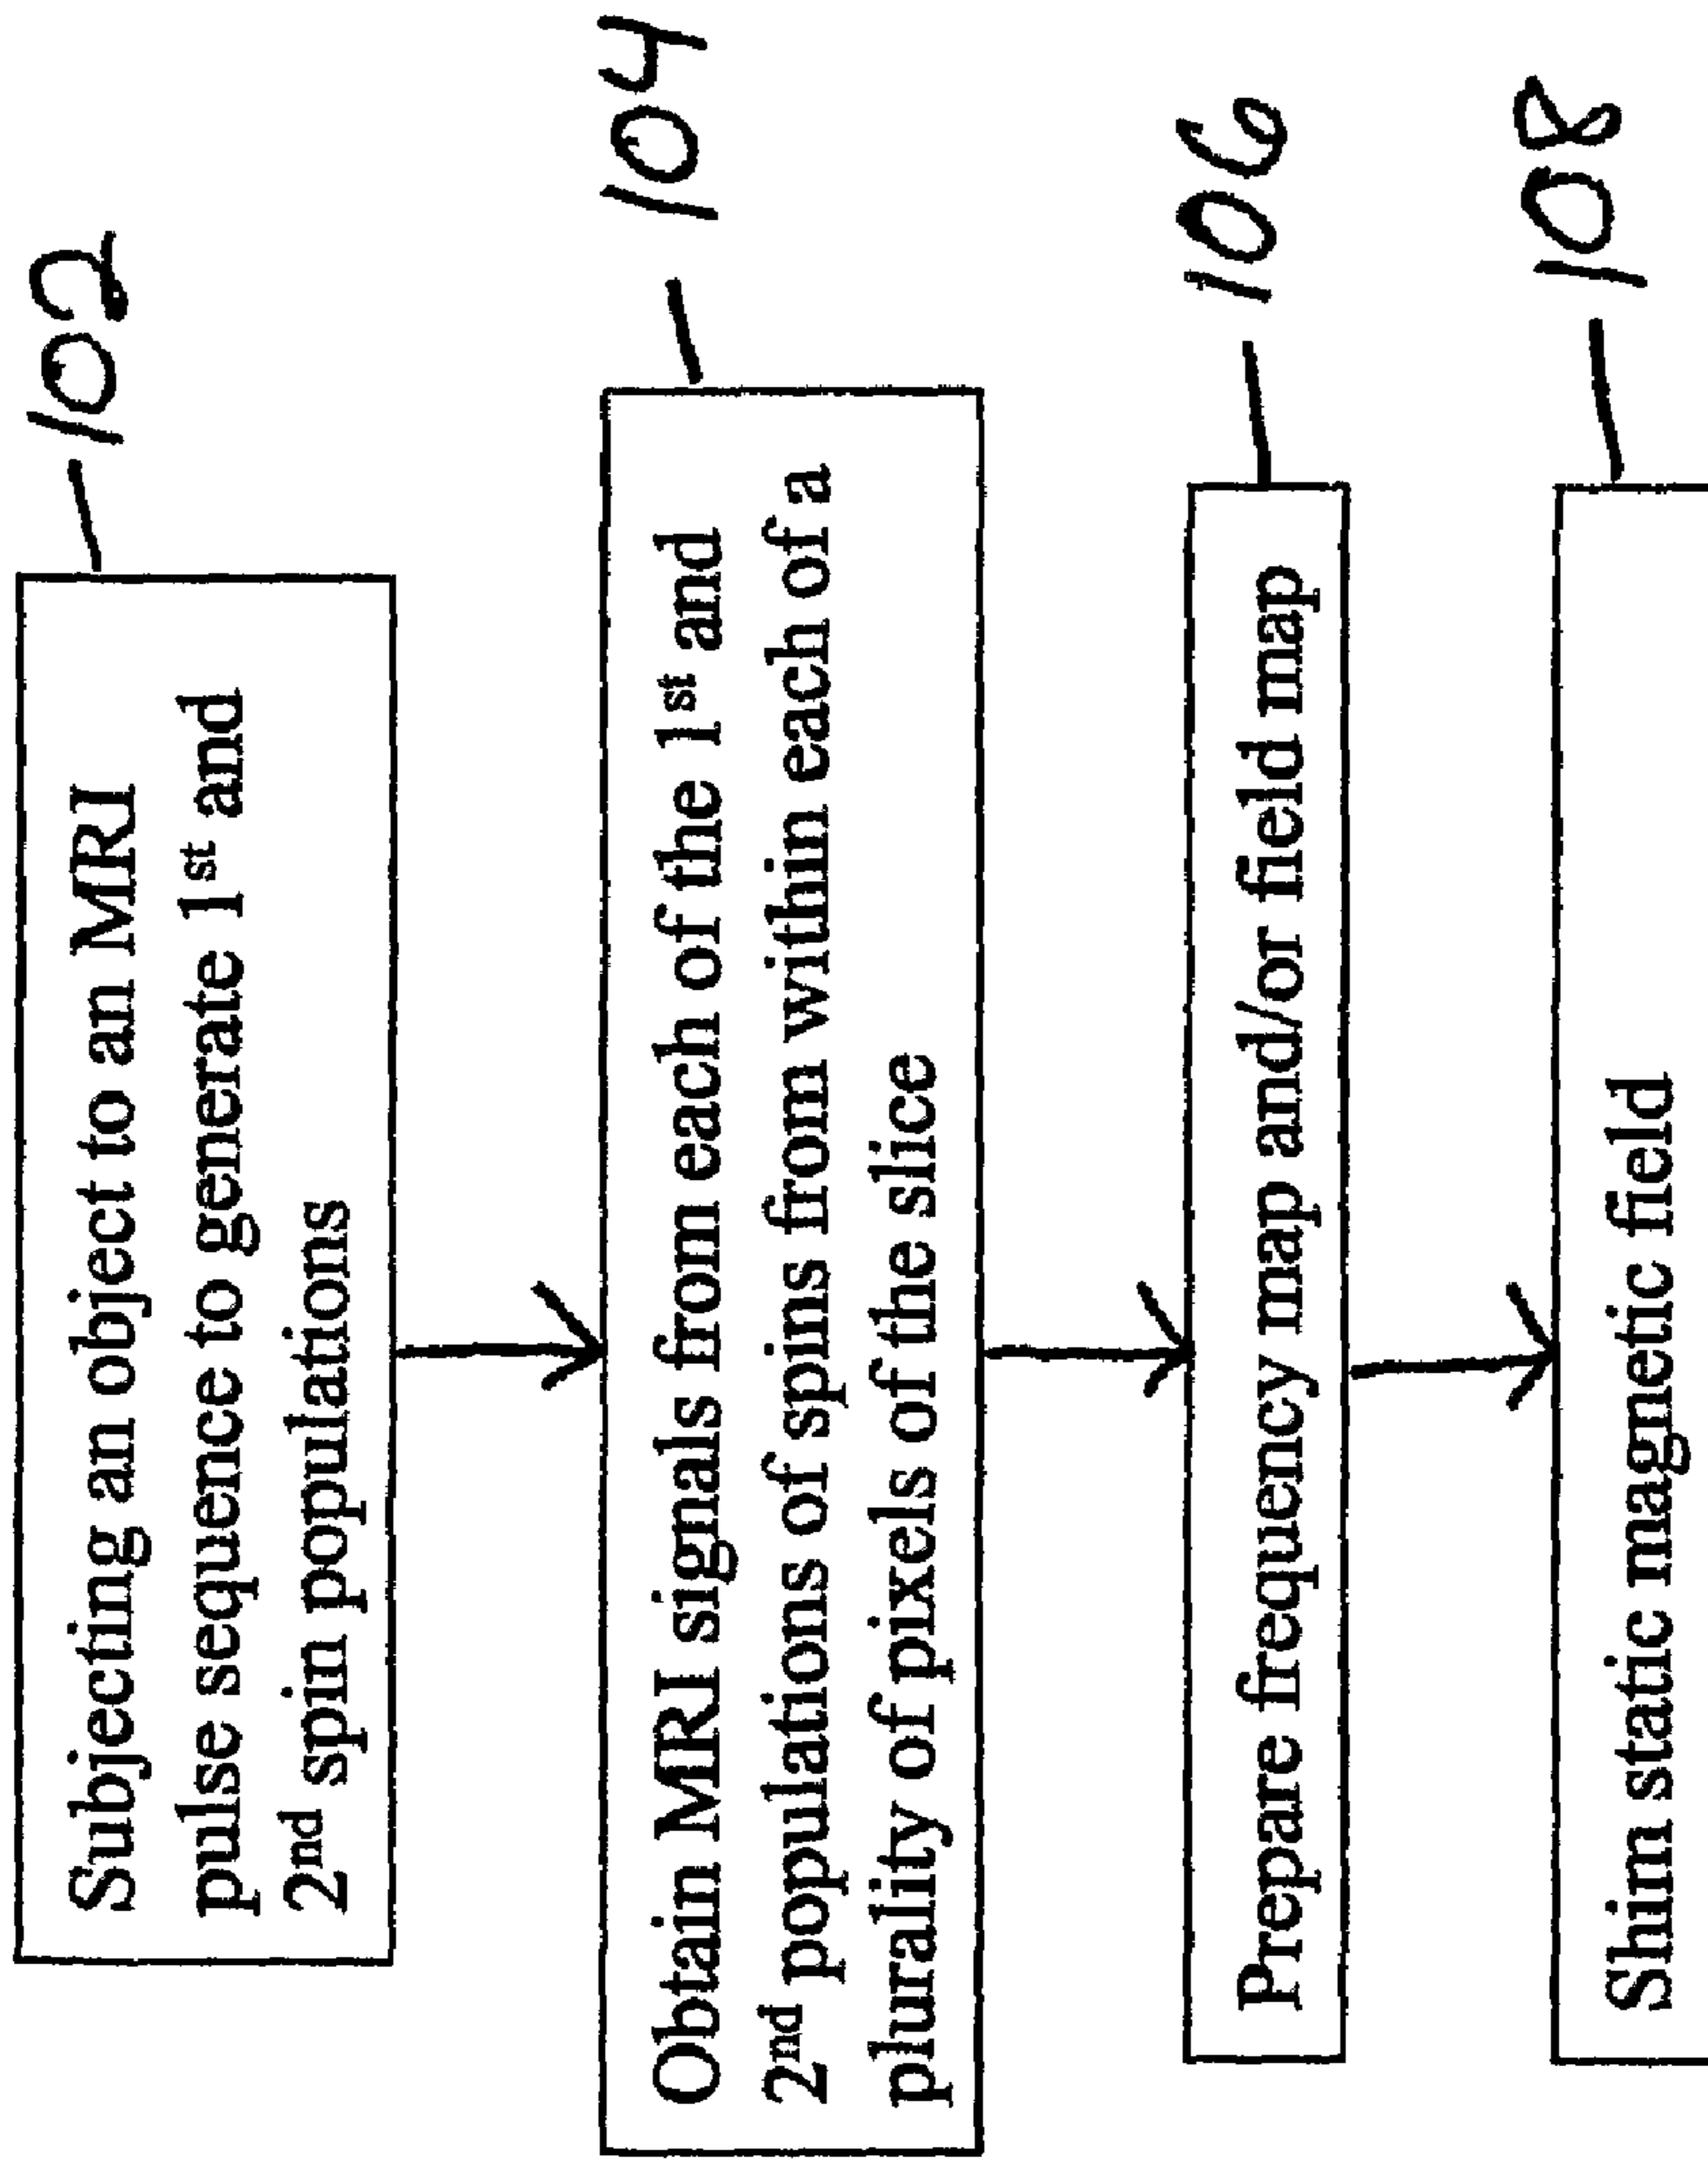 Subjecting an object to an MRI
pulse sequence to generate 1st and
2nd spin populations
102
Obtain MRI signals from each of the 1st and
2nd populations of spins from within each of a
plurality of pixels of the slice
104
Prepare frequency map and/or field map
106
Shim static magnetic field
108